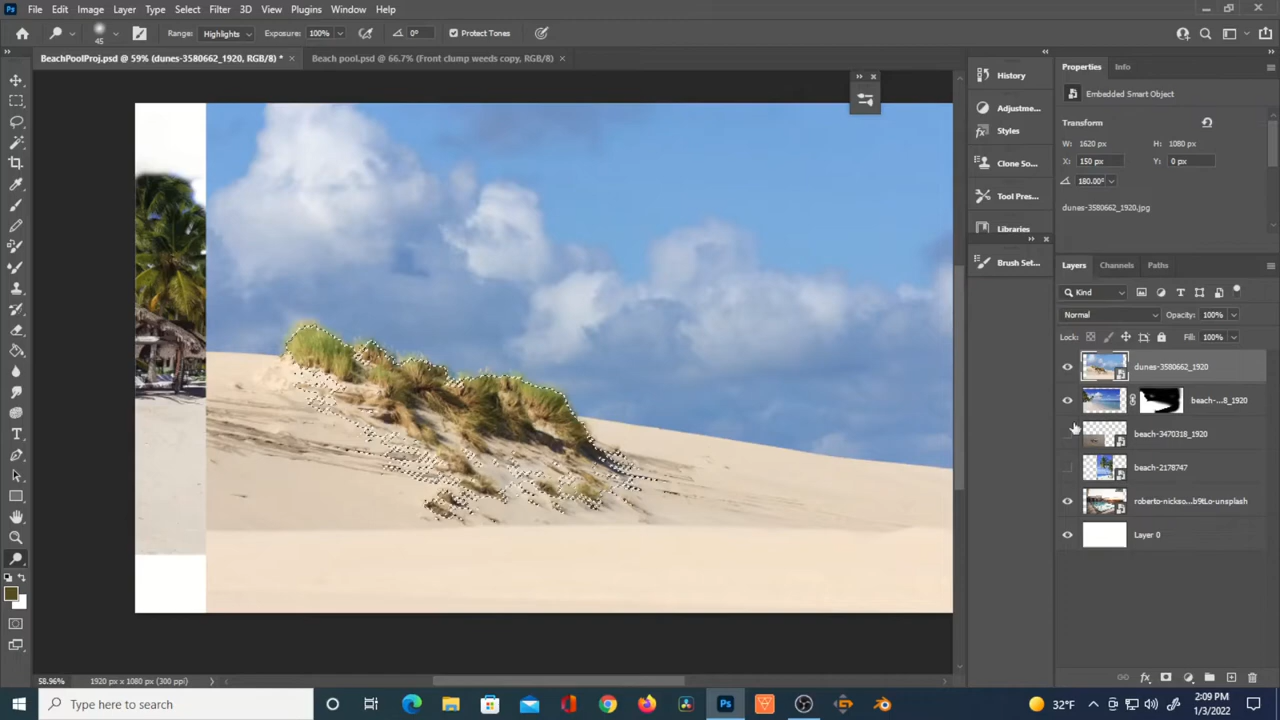 Ps File Edit Image Layer Type Select Filter 3D View Plugins Window Help
45 Range: Highlights Exposure: 100% 0° Protect Tones
BeachPoolProj.psd @ 59% (dunes-3580662_1920, RGB/8) * × Beach pool.psd @ 66.7% (Front clump weeds copy, RGB/8) ×
History
Adjustme...
Styles
Clone So...
Tool Pres...
Libraries
Brush Set...
Properties Info
Embedded Smart Object
Transform
W: 1620 px H: 1080 px
X: 150 px Y: 0 px
180.00°
dunes-3580662_1920.jpg
Layers Channels Paths
Kind
Normal Opacity: 100%
Lock: Fill: 100%
dunes-3580662_1920
beach-...8_1920
beach-3470318_1920
beach-2178747
roberto-nickso...b9tLo-unsplash
Layer 0
58.96% 1920 px x 1080 px (300 ppi)
Type here to search
Ps
32°F
2:09 PM
1/3/2022